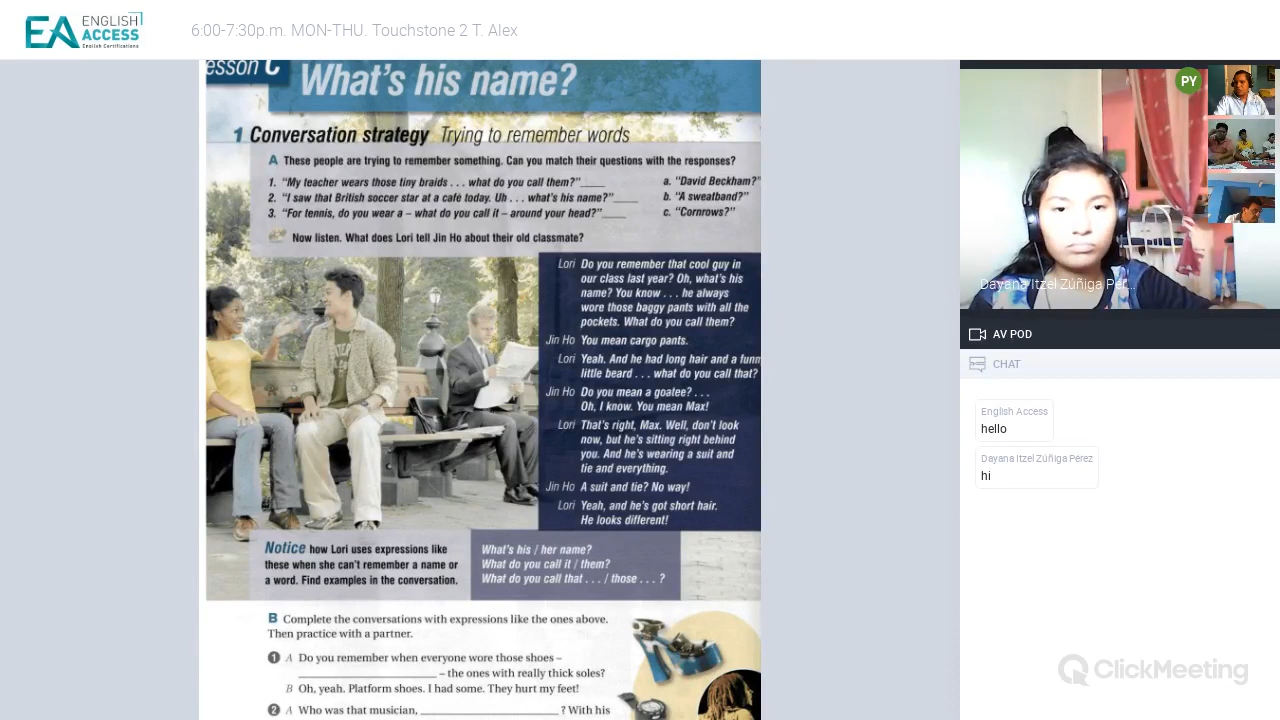 EA ENGLISH ACCESS
English Certifications
6:00-7:30p.m. MON-THU. Touchstone 2 T. Alex
esson C
What's his name?
1 Conversation strategy Trying to remember words
A These people are trying to remember something. Can you match their questions with the responses?
1. "My teacher wears those tiny braids . . . what do you call them?"____ a. "David Beckham?"
2. "I saw that British soccer star at a café today. Uh . . . what's his name?"____ b. "A sweatband?"
3. "For tennis, do you wear a – what do you call it – around your head?"____ c. "Cornrows?"
Now listen. What does Lori tell Jin Ho about their old classmate?
Lori Do you remember that cool guy in
our class last year? Oh, what's his
name? You know . . . he always
wore those baggy pants with all the
pockets. What do you call them?
Jin Ho You mean cargo pants.
Lori Yeah. And he had long hair and a funn
little beard . . . what do you call that?
Jin Ho Do you mean a goatee? . . .
Oh, I know. You mean Max!
Lori That's right, Max. Well, don't look
now, but he's sitting right behind
you. And he's wearing a suit and
tie and everything.
Jin Ho A suit and tie? No way!
Lori Yeah, and he's got short hair.
He looks different!
Notice how Lori uses expressions like
these when she can't remember a name or
a word. Find examples in the conversation.
What's his / her name?
What do you call it / them?
What do you call that . . . / those . . . ?
B Complete the conversations with expressions like the ones above.
Then practice with a partner.
1 A Do you remember when everyone wore those shoes –
____________________ – the ones with really thick soles?
B Oh, yeah. Platform shoes. I had some. They hurt my feet!
2 A Who was that musician, ____________________ ? With his
PY
Dayana Itzel Zúñiga Pér...
AV POD
CHAT
English Access
hello
Dayana Itzel Zúñiga Pérez
hi
ClickMeeting